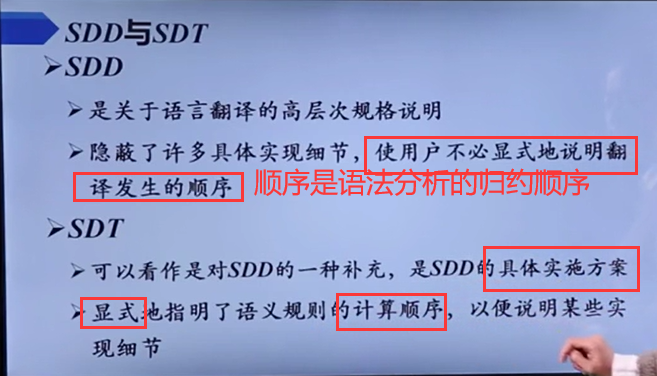 SDD与SDT
➢SDD
➢是关于语言翻译的高层次规格说明
➢隐蔽了许多具体实现细节，使用户不必显式地说明翻
译发生的顺序 顺序是语法分析的归约顺序
➢SDT
➢可以看作是对SDD的一种补充，是SDD的具体实施方案
➢显式地指明了语义规则的计算顺序，以便说明某些实
现细节